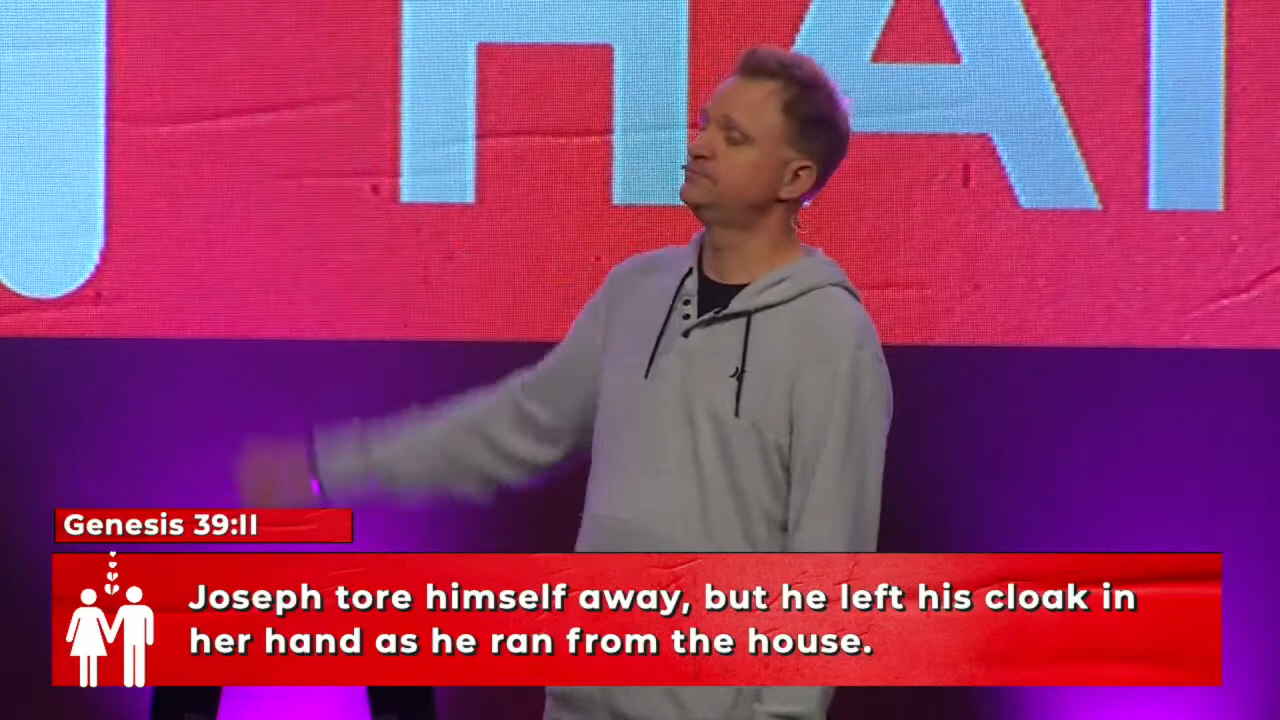 HAI
Genesis 39:11
Joseph tore himself away, but he left his cloak in
her hand as he ran from the house.